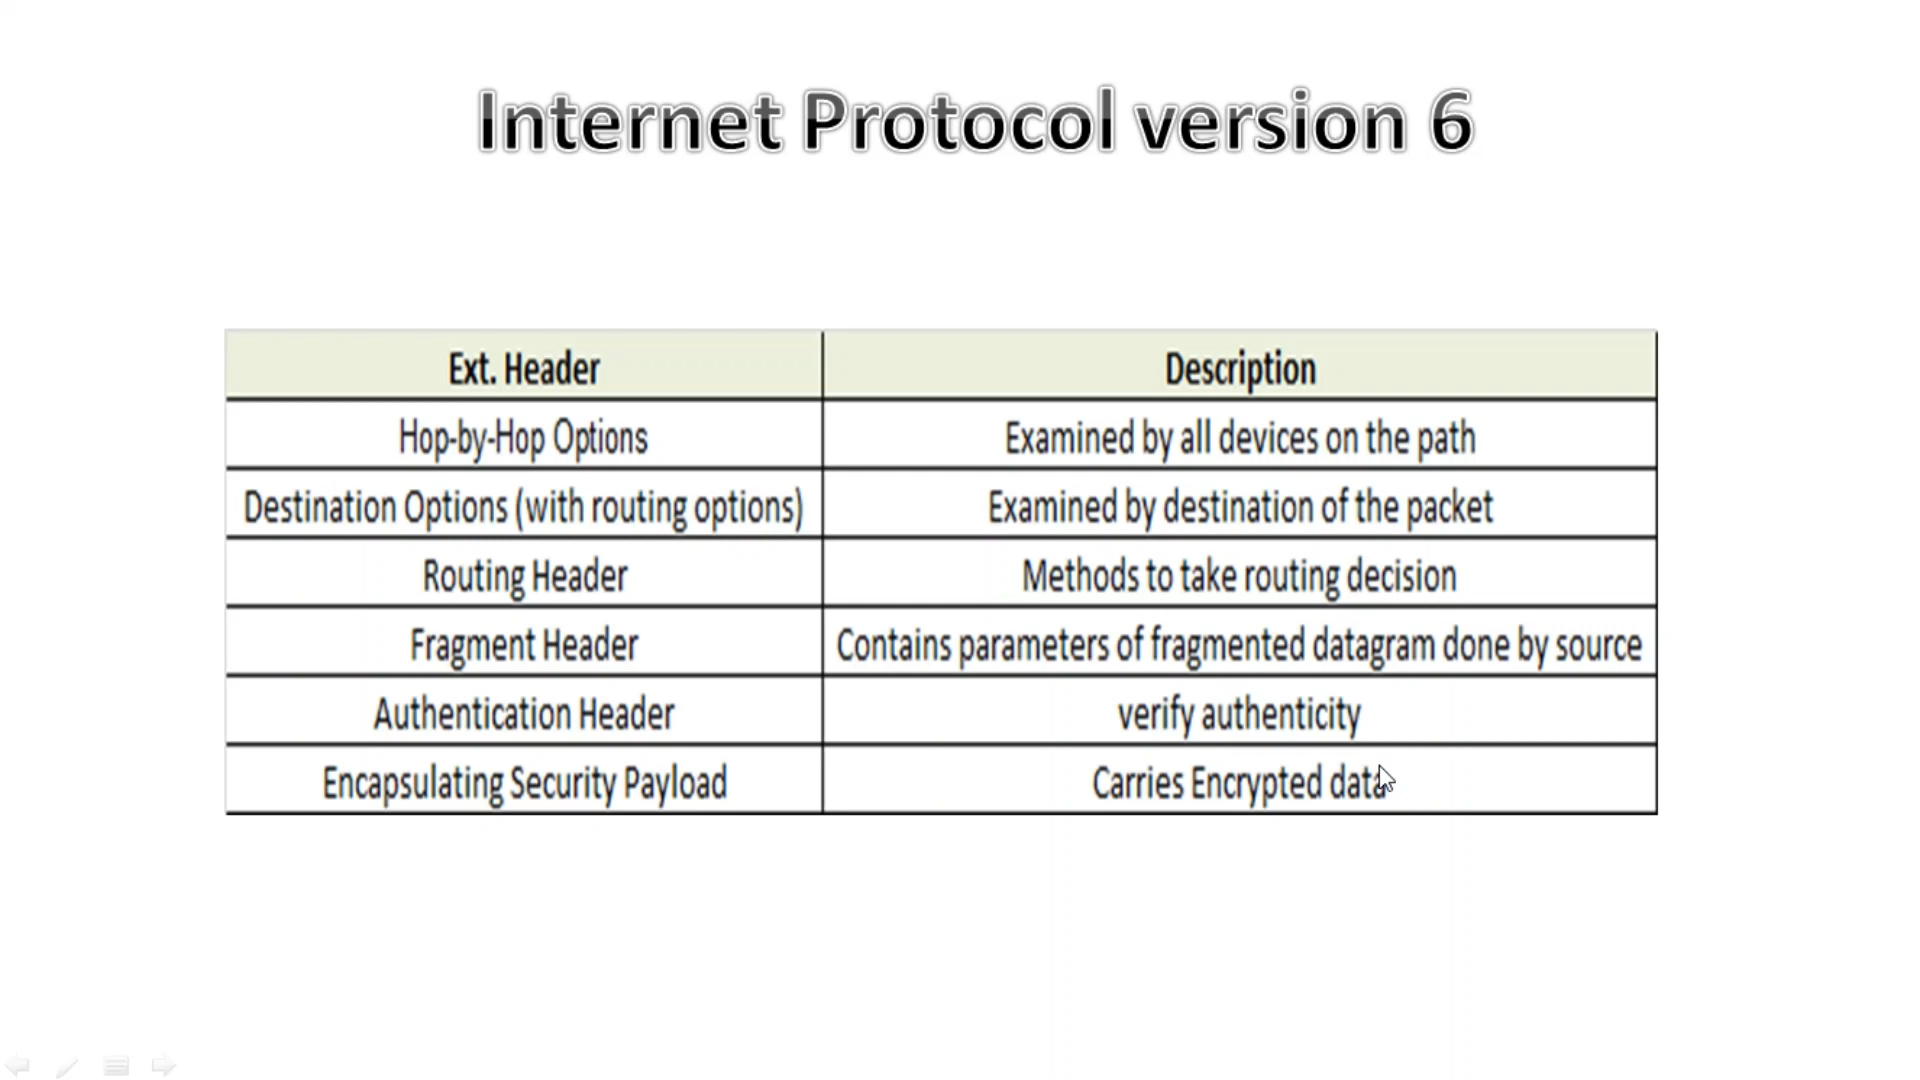 Internet Protocol version 6
Ext. Header Description
Hop-by-Hop Options Examined by all devices on the path
Destination Options (with routing options) Examined by destination of the packet
Routing Header Methods to take routing decision
Fragment Header Contains parameters of fragmented datagram done by source
Authentication Header verify authenticity
Encapsulating Security Payload Carries Encrypted data